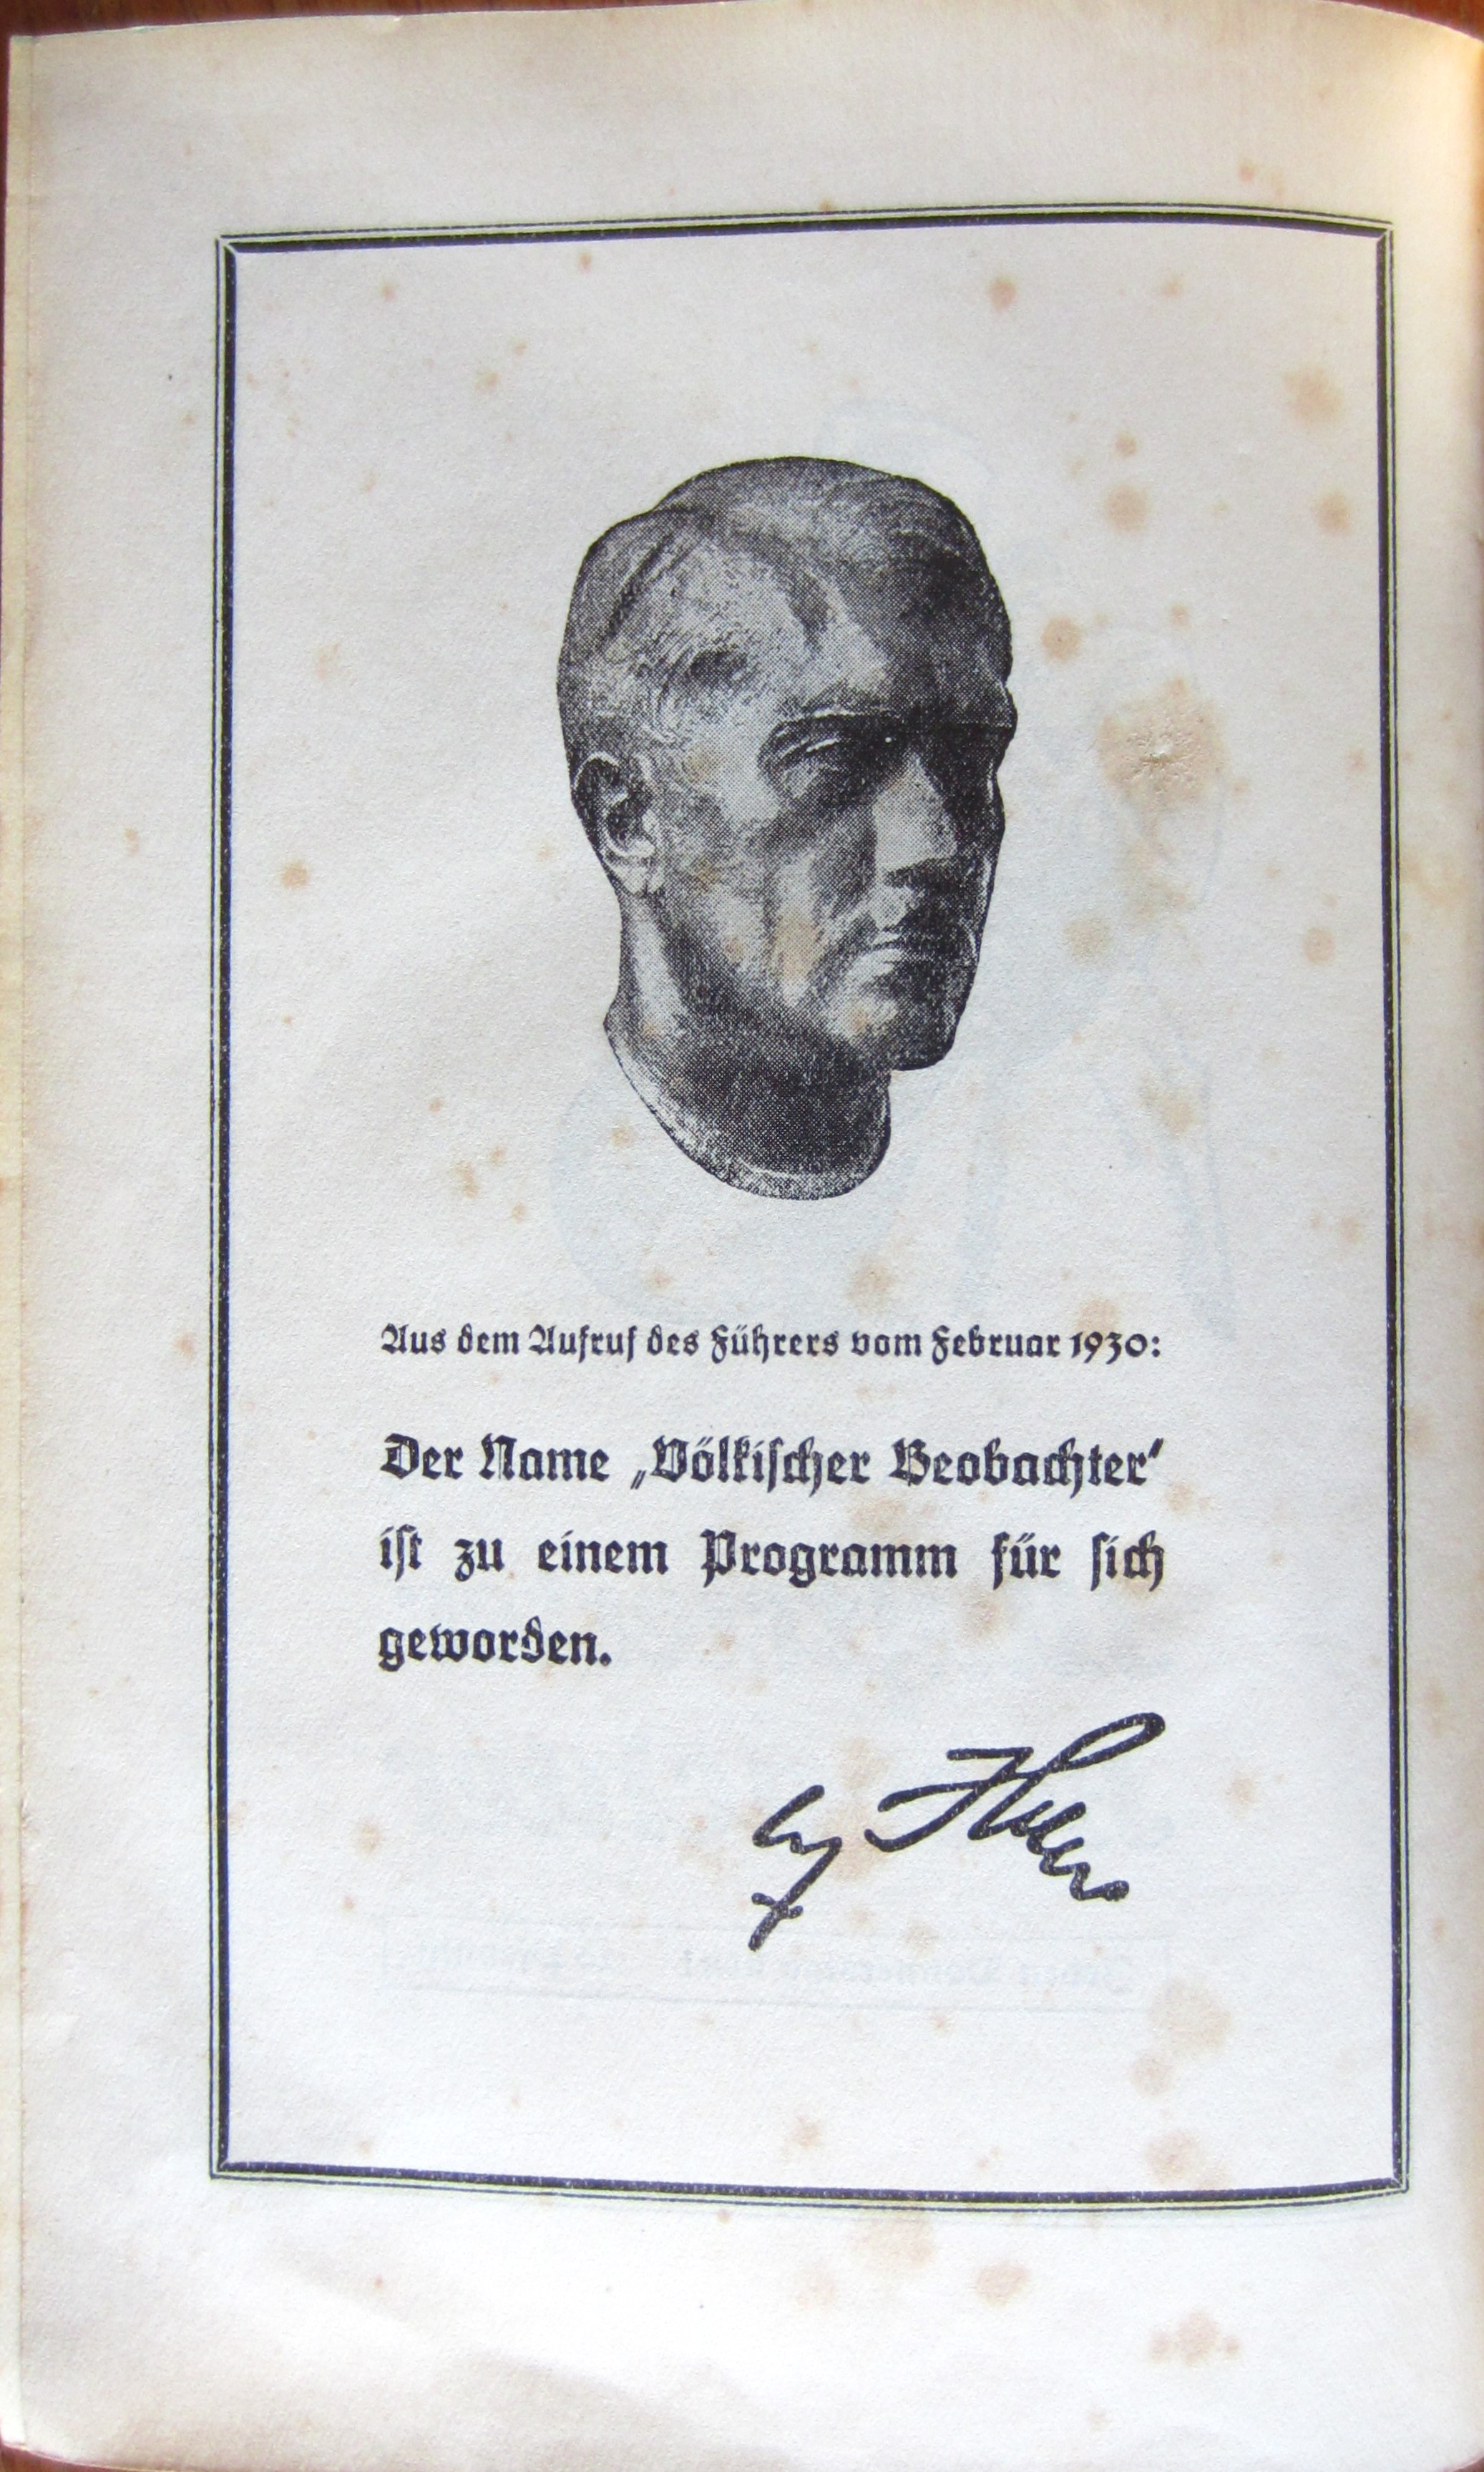 Aus dem Aufruf des Führers vom Februar 1930:
Der Name „Völkischer Beobachter“
ist zu einem Programm für sich
geworden.